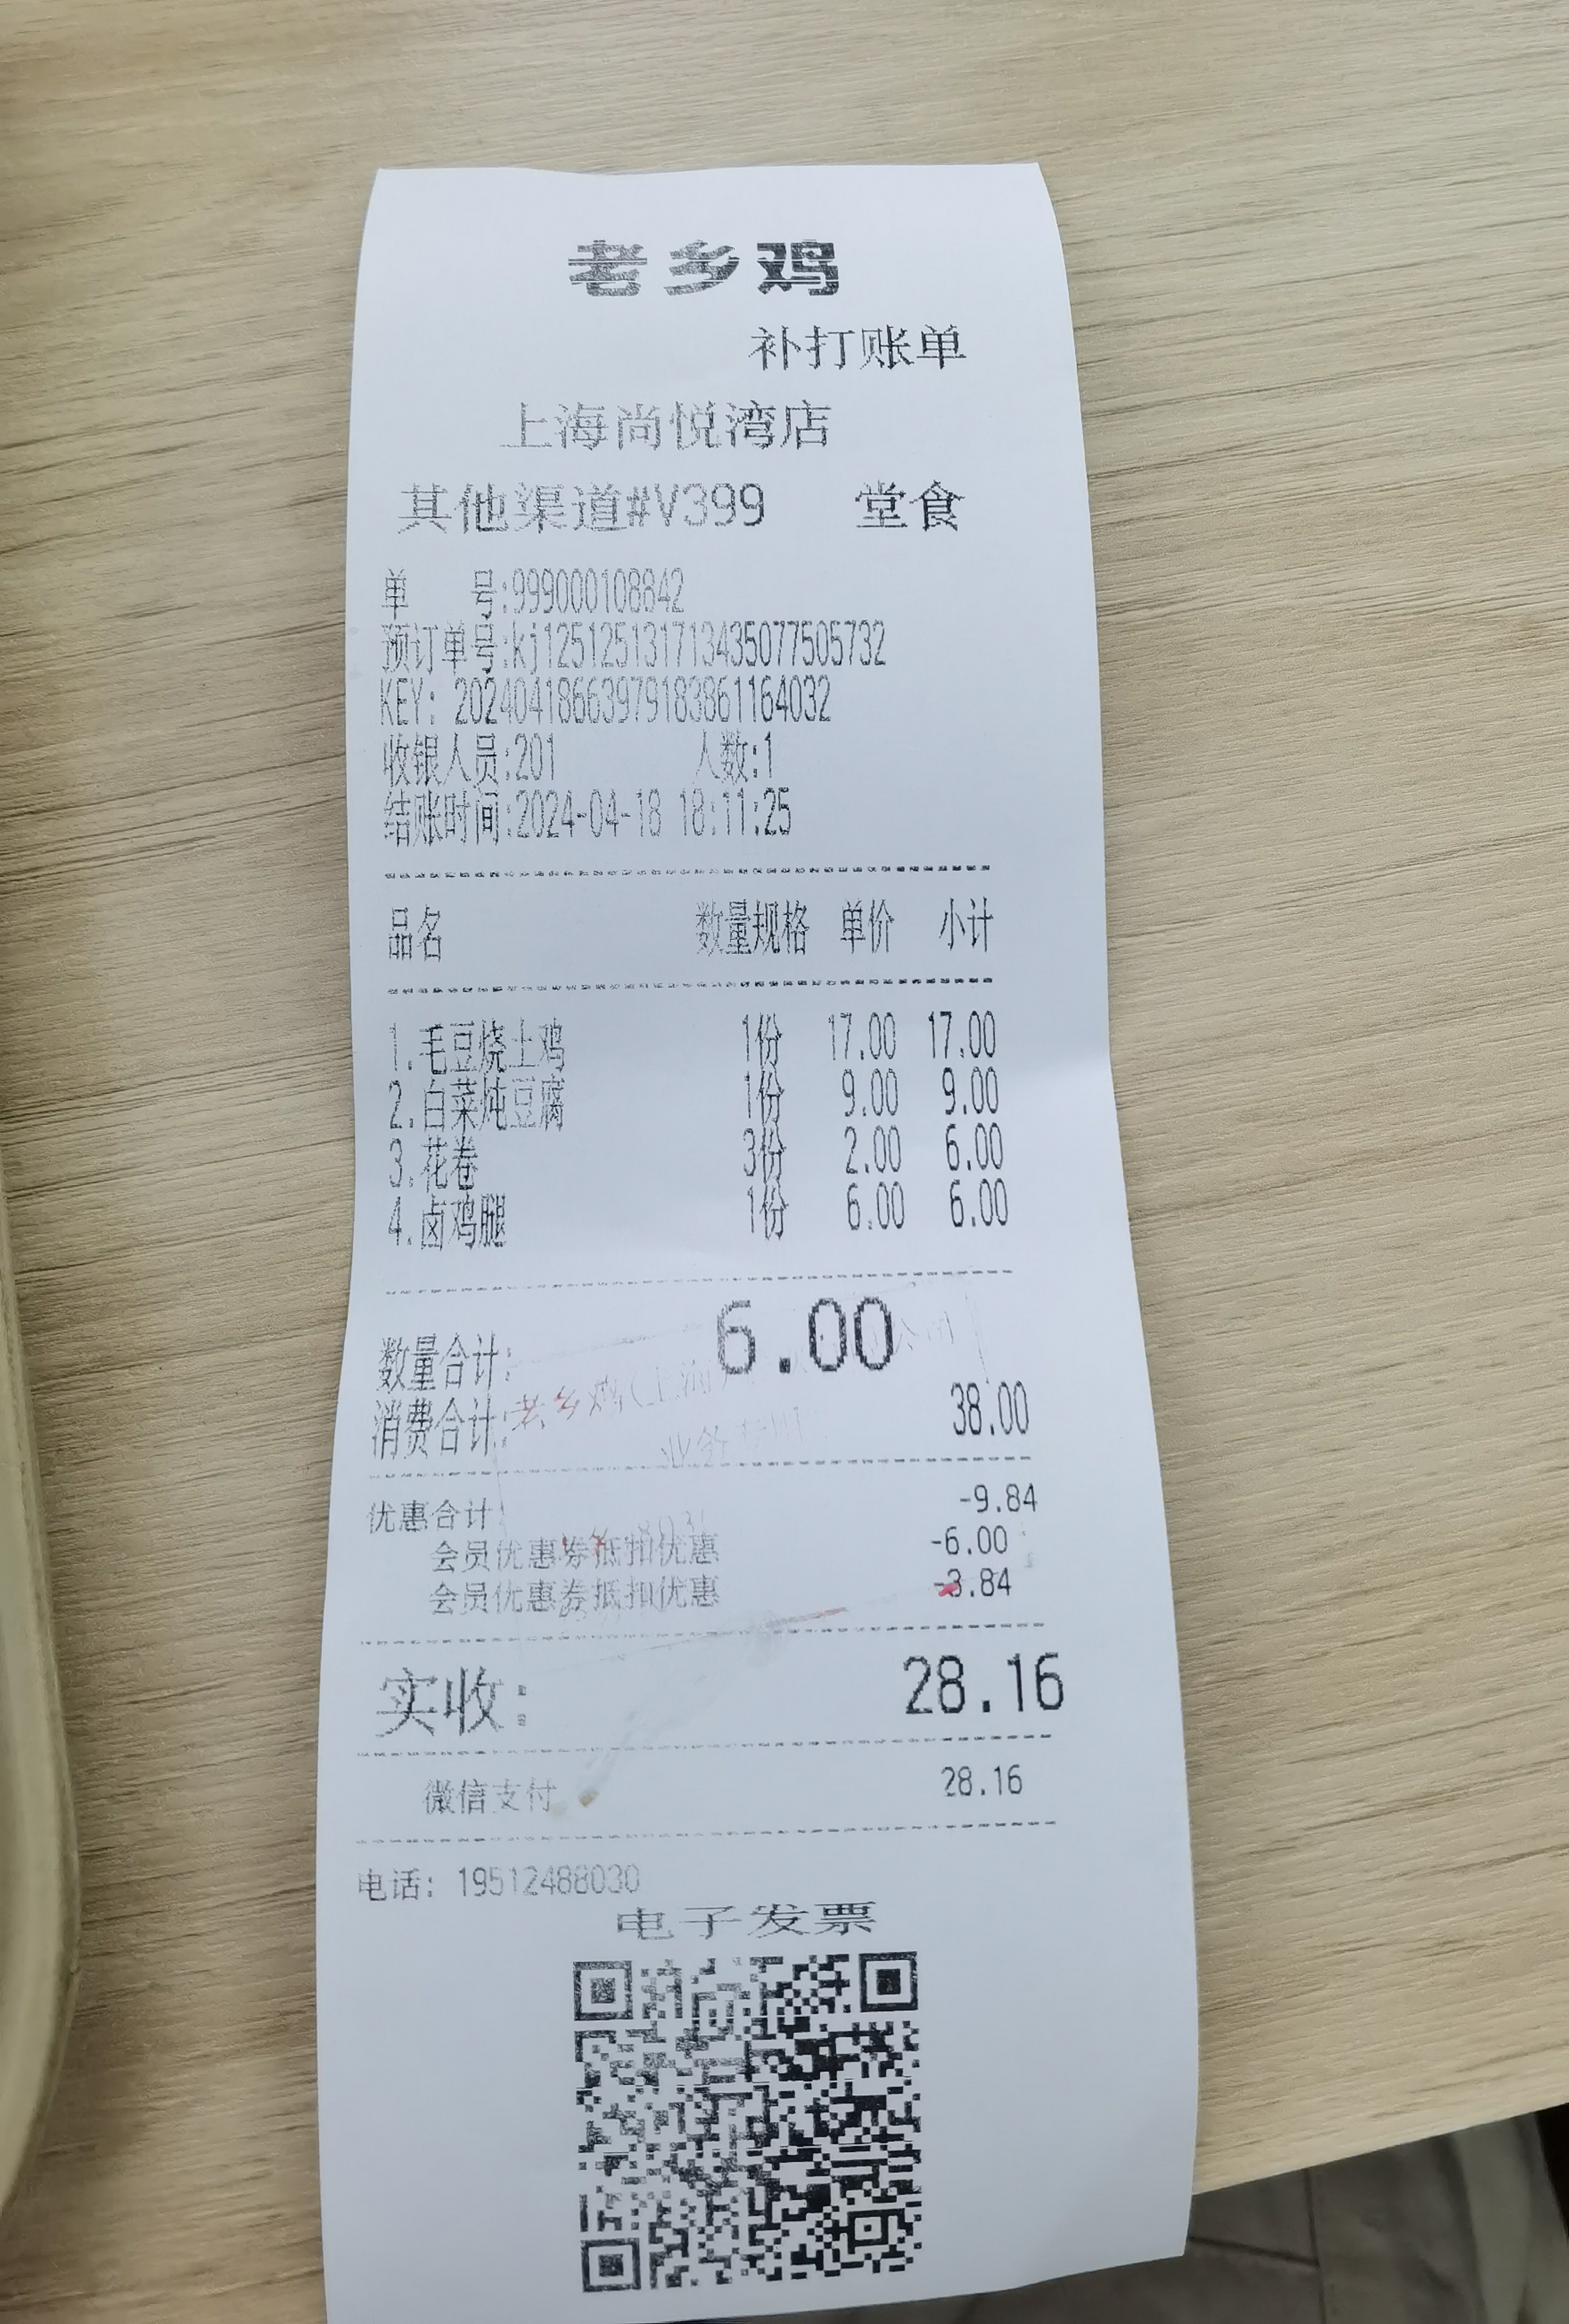 老乡鸡
补打账单
上海尚悦湾店
其他渠道#V399 堂食
单 号:999000108842
预订单号:kj125125131713435077505732
KEY: 2024041866397918386116​4032
收银人员:201 人数:1
结账时间:2024-04-18 18:11:25
品名 数量规格 单价 小计
1.毛豆烧土鸡 1份 17.00 17.00
2.白菜炖豆腐 1份 9.00 9.00
3.花卷 3份 2.00 6.00
4.卤鸡腿 1份 6.00 6.00
数量合计: 6.00
消费合计: 38.00
老乡鸡(上海)
优惠合计 -9.84
会员优惠券抵扣优惠 -6.00
会员优惠券抵扣优惠 -3.84
实收: 28.16
微信支付 28.16
电话: 19512488030
电子发票